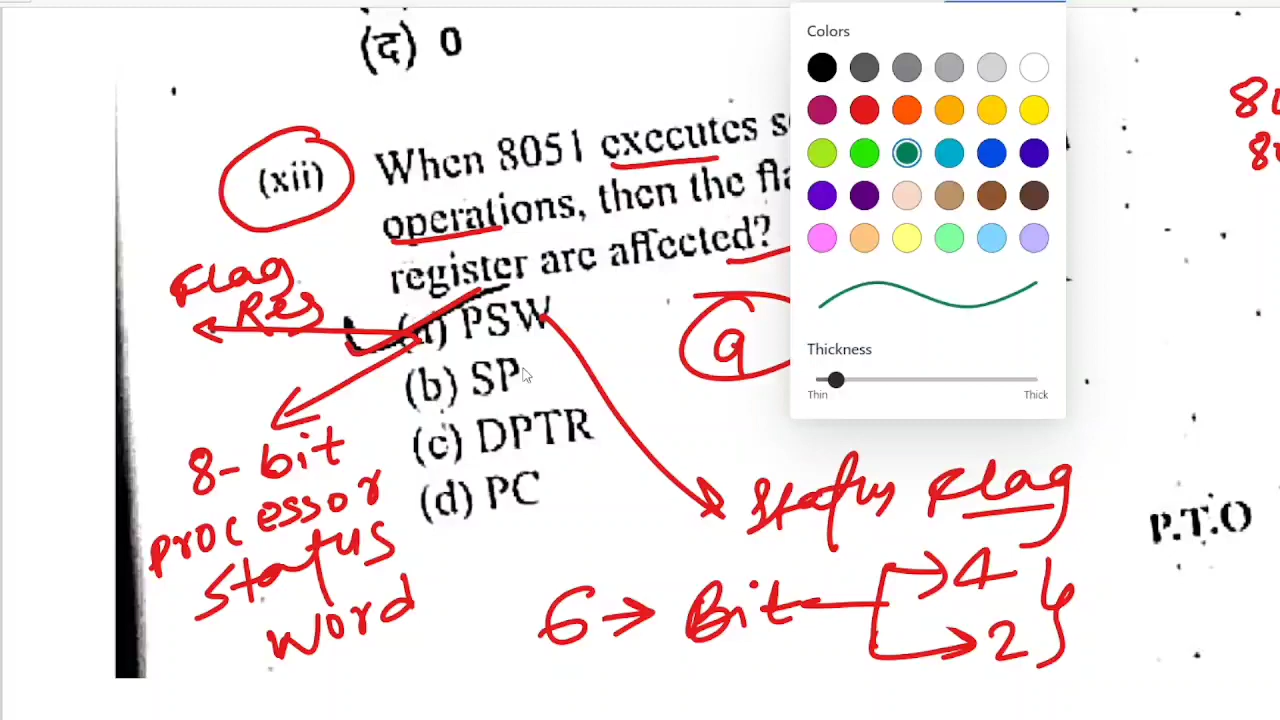 (द) 0
Colors
(xii) When 8051 executes
operations, then the
register are affected?
Flag
Reg
(a) PSW
a
(b) SP
Thickness
Thin Thick
(c) DPTR
(d) PC
8-bit
processor
status
word
status Flag
P.T.O
6 → Bit → 4
→ 2